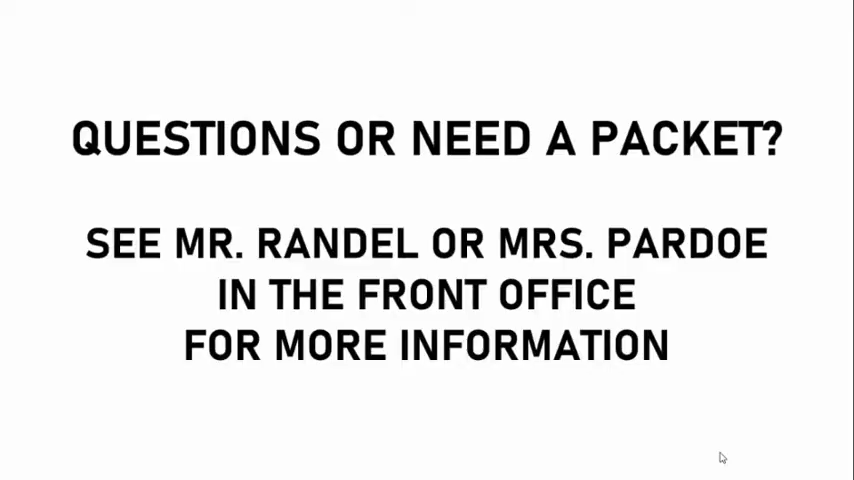 QUESTIONS OR NEED A PACKET?
SEE MR. RANDEL OR MRS. PARDOE
IN THE FRONT OFFICE
FOR MORE INFORMATION